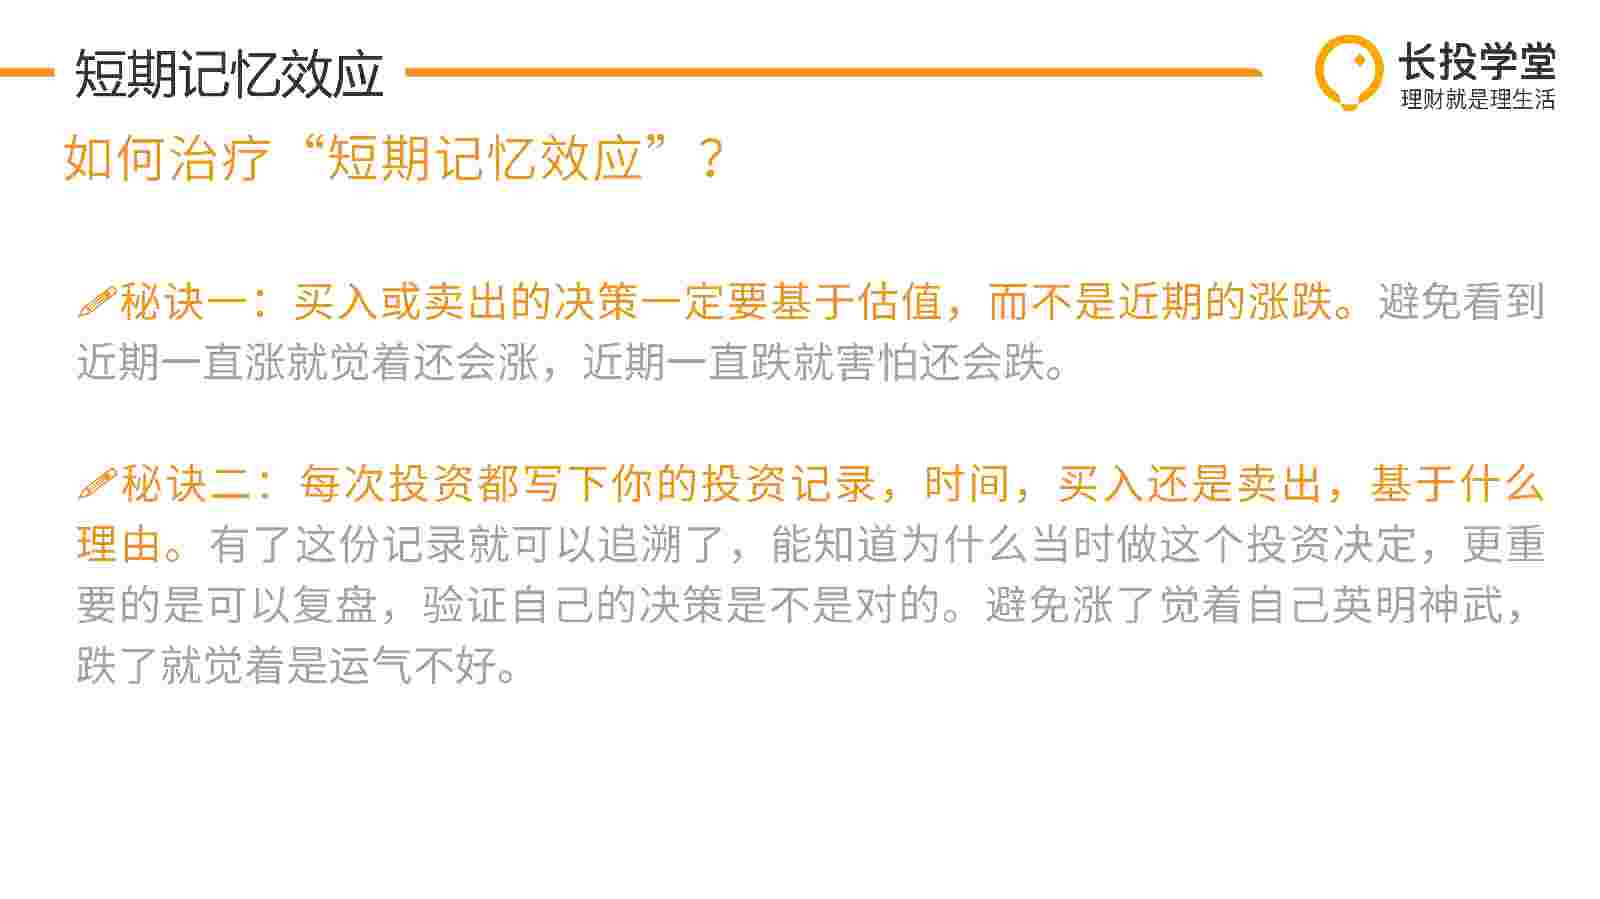 短期记忆效应
长投学堂
理财就是理生活
如何治疗“短期记忆效应”？
秘诀一：买入或卖出的决策一定要基于估值，而不是近期的涨跌。避免看到
近期一直涨就觉着还会涨，近期一直跌就害怕还会跌。
秘诀二：每次投资都写下你的投资记录，时间，买入还是卖出，基于什么
理由。有了这份记录就可以追溯了，能知道为什么当时做这个投资决定，更重
要的是可以复盘，验证自己的决策是不是对的。避免涨了觉着自己英明神武，
跌了就觉着是运气不好。